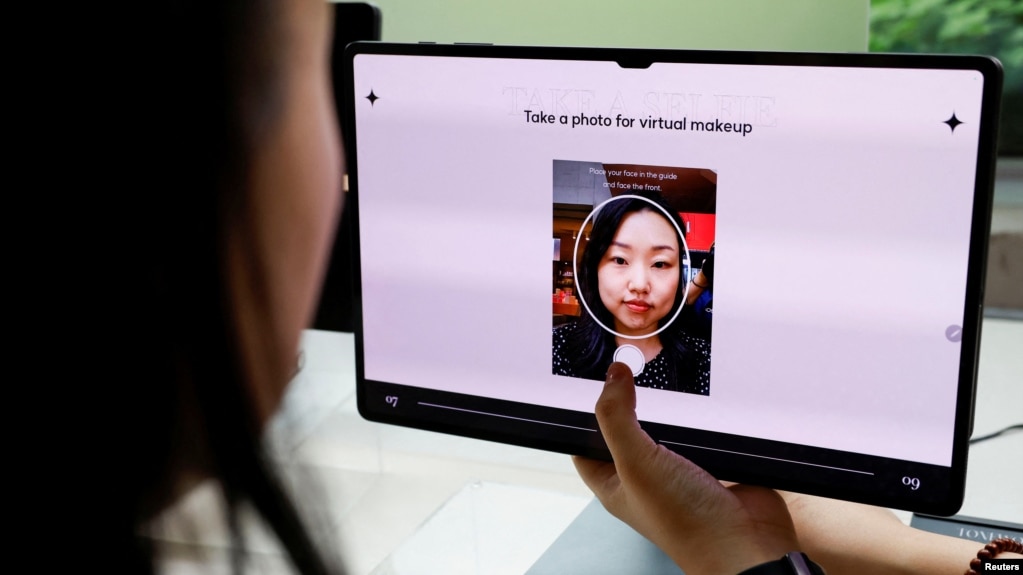 TAKE A SELFIE
Take a photo for virtual makeup
Place your face in the guide
and face the front.
07
09
Reuters